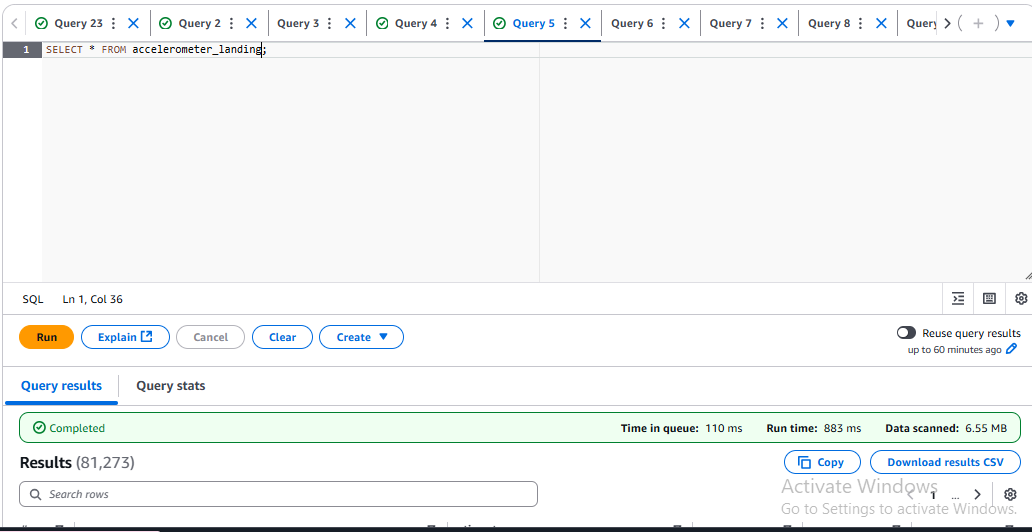 Query 23 Query 2 Query 3 Query 4 Query 5 Query 6 Query 7 Query 8 Query
1 SELECT * FROM accelerometer_landing;
SQL Ln 1, Col 36
Run Explain Cancel Clear Create Reuse query results
up to 60 minutes ago
Query results Query stats
Completed Time in queue: 110 ms Run time: 883 ms Data scanned: 6.55 MB
Results (81,273) Copy Download results CSV
Search rows 1 ...
Activate Windows
Go to Settings to activate Windows.